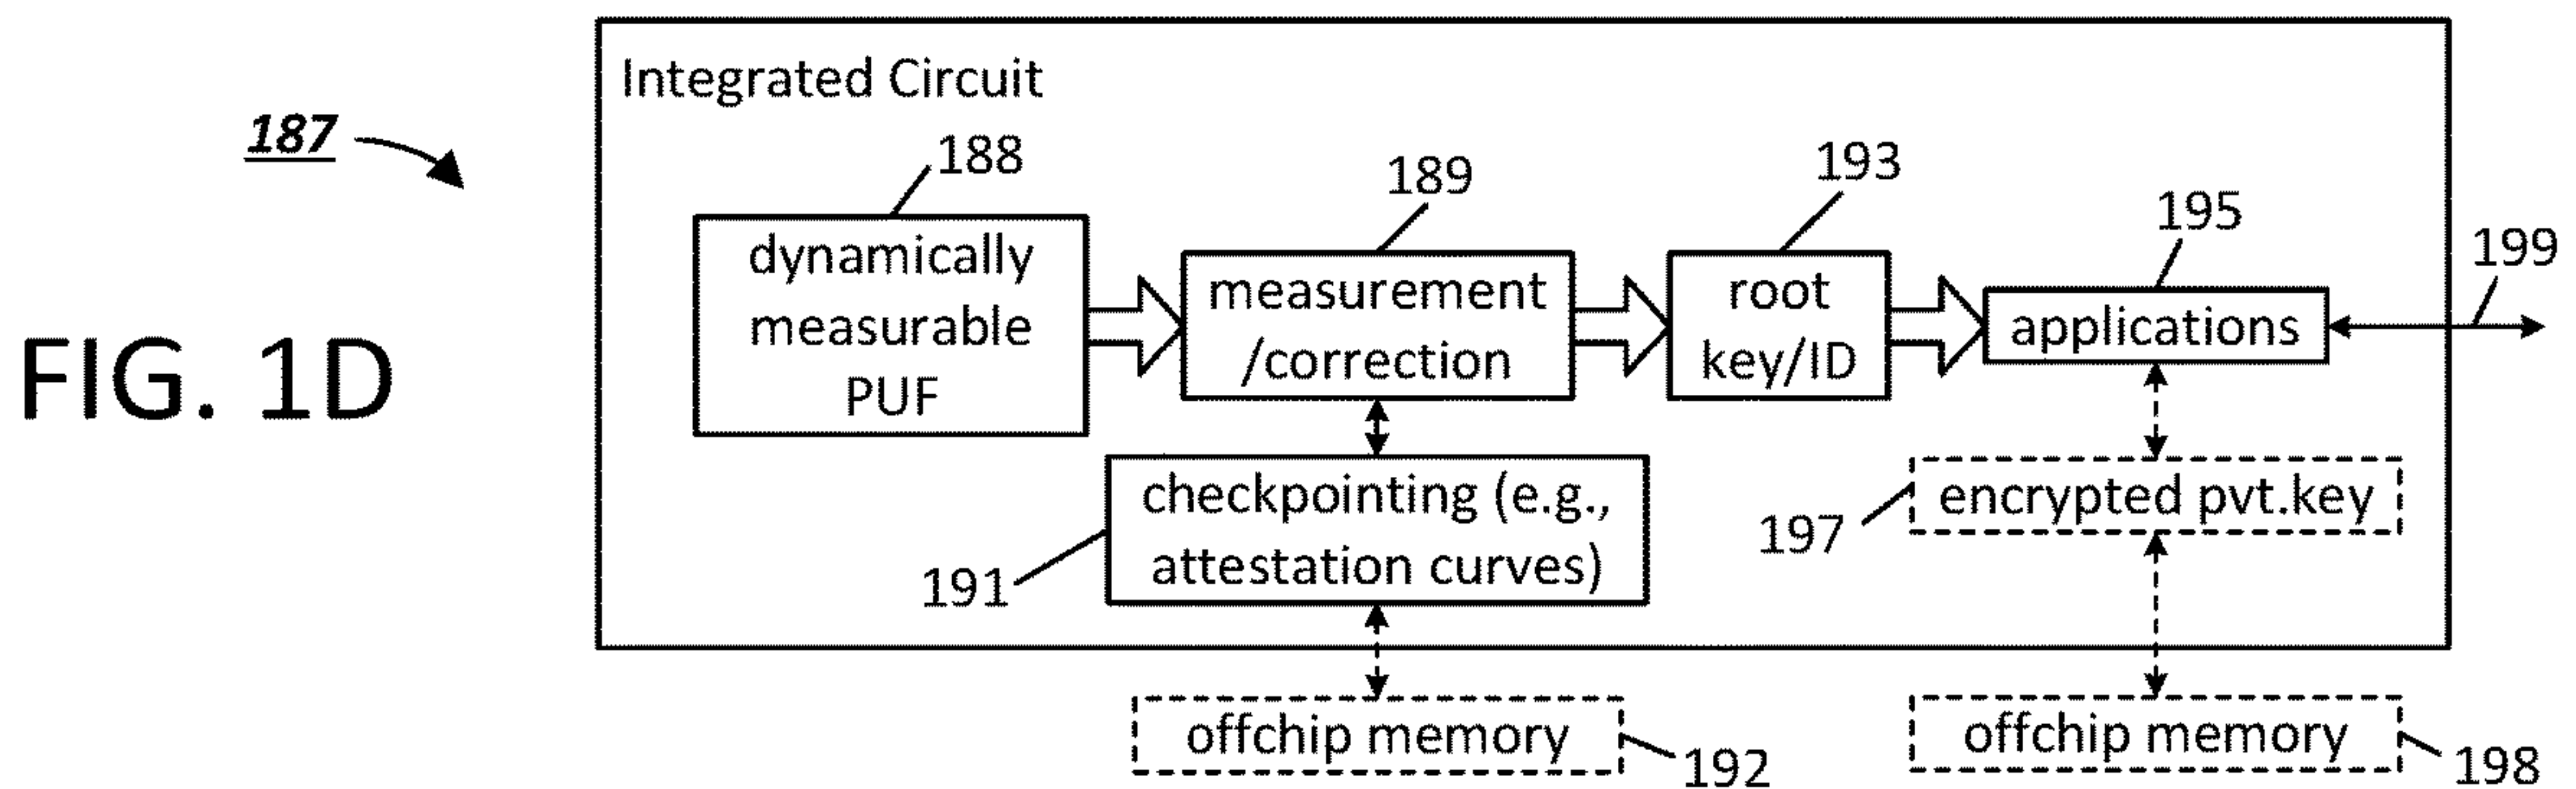 FIG. 1D
187
Integrated Circuit
188
dynamically
measurable
PUF
189
measurement
/correction
193
root
key/ID
195
applications
199
191
checkpointing (e.g.,
attestation curves)
197
encrypted pvt.key
offchip memory
192
offchip memory
198